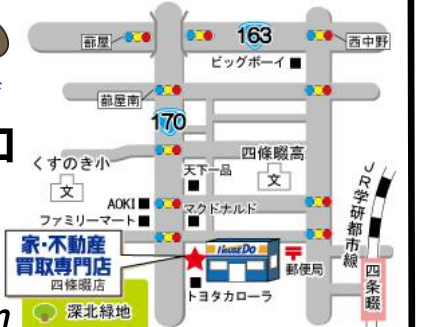 蔀屋
163
西中野
ビッグボーイ
蔀屋南
170
くすのき小
文
四條畷高
文
天下一品
AOKI
マクドナルド
ファミリーマート
JR学研都市線
家・不動産
買取専門店
四條畷店
HouseDo
〒
郵便局
トヨタカローラ
四条畷
深北緑地